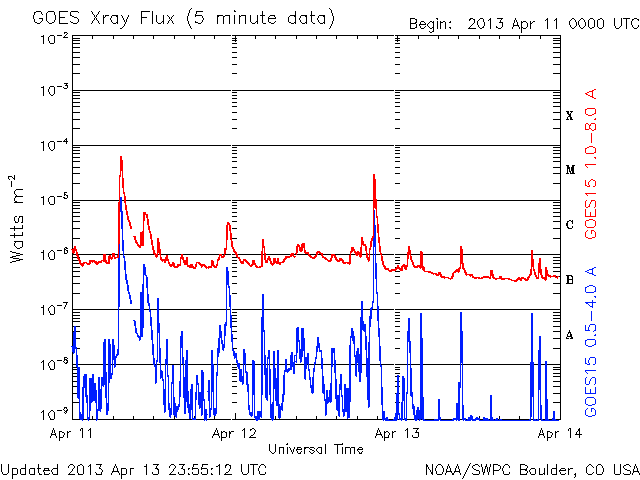 GOES Xray Flux (5 minute data)
Begin: 2013 Apr 11 0000 UTC
10-2
10-3
10-4
10-5
10-6
10-7
10-8
10-9
Watts m-2
X
M
C
B
A
GOES15 1.0-8.0 A
GOES15 0.5-4.0 A
Apr 11
Apr 12
Apr 13
Apr 14
Universal Time
Updated 2013 Apr 13 23:55:12 UTC
NOAA/SWPC Boulder, CO USA